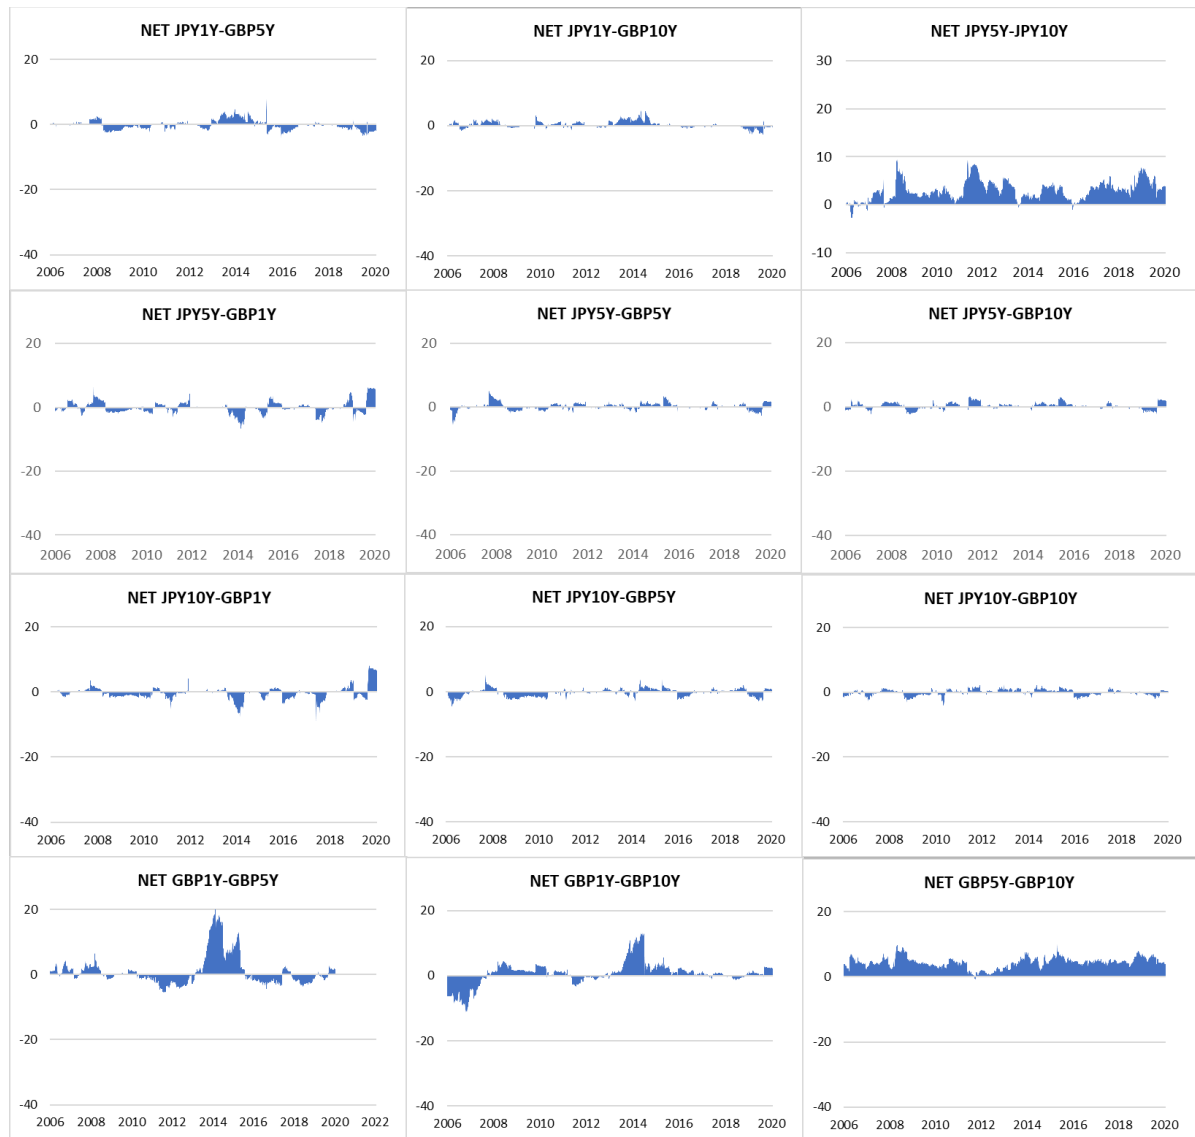 NET JPY1Y-GBP5Y
20
0
-20
-40
2006 2008 2010 2012 2014 2016 2018 2020
NET JPY1Y-GBP10Y
20
0
-20
-40
2006 2008 2010 2012 2014 2016 2018 2020
NET JPY5Y-JPY10Y
30
20
10
0
-10
2006 2008 2010 2012 2014 2016 2018 2020
NET JPY5Y-GBP1Y
20
0
-20
-40
2006 2008 2010 2012 2014 2016 2018 2020
NET JPY5Y-GBP5Y
20
0
-20
-40
2006 2008 2010 2012 2014 2016 2018 2020
NET JPY5Y-GBP10Y
20
0
-20
-40
2006 2008 2010 2012 2014 2016 2018 2020
NET JPY10Y-GBP1Y
20
0
-20
-40
2006 2008 2010 2012 2014 2016 2018 2020
NET JPY10Y-GBP5Y
20
0
-20
-40
2006 2008 2010 2012 2014 2016 2018 2020
NET JPY10Y-GBP10Y
20
0
-20
-40
2006 2008 2010 2012 2014 2016 2018 2020
NET GBP1Y-GBP5Y
20
0
-20
-40
2006 2008 2010 2012 2014 2016 2018 2020 2022
NET GBP1Y-GBP10Y
20
0
-20
-40
2006 2008 2010 2012 2014 2016 2018 2020
NET GBP5Y-GBP10Y
20
0
-20
-40
2006 2008 2010 2012 2014 2016 2018 2020